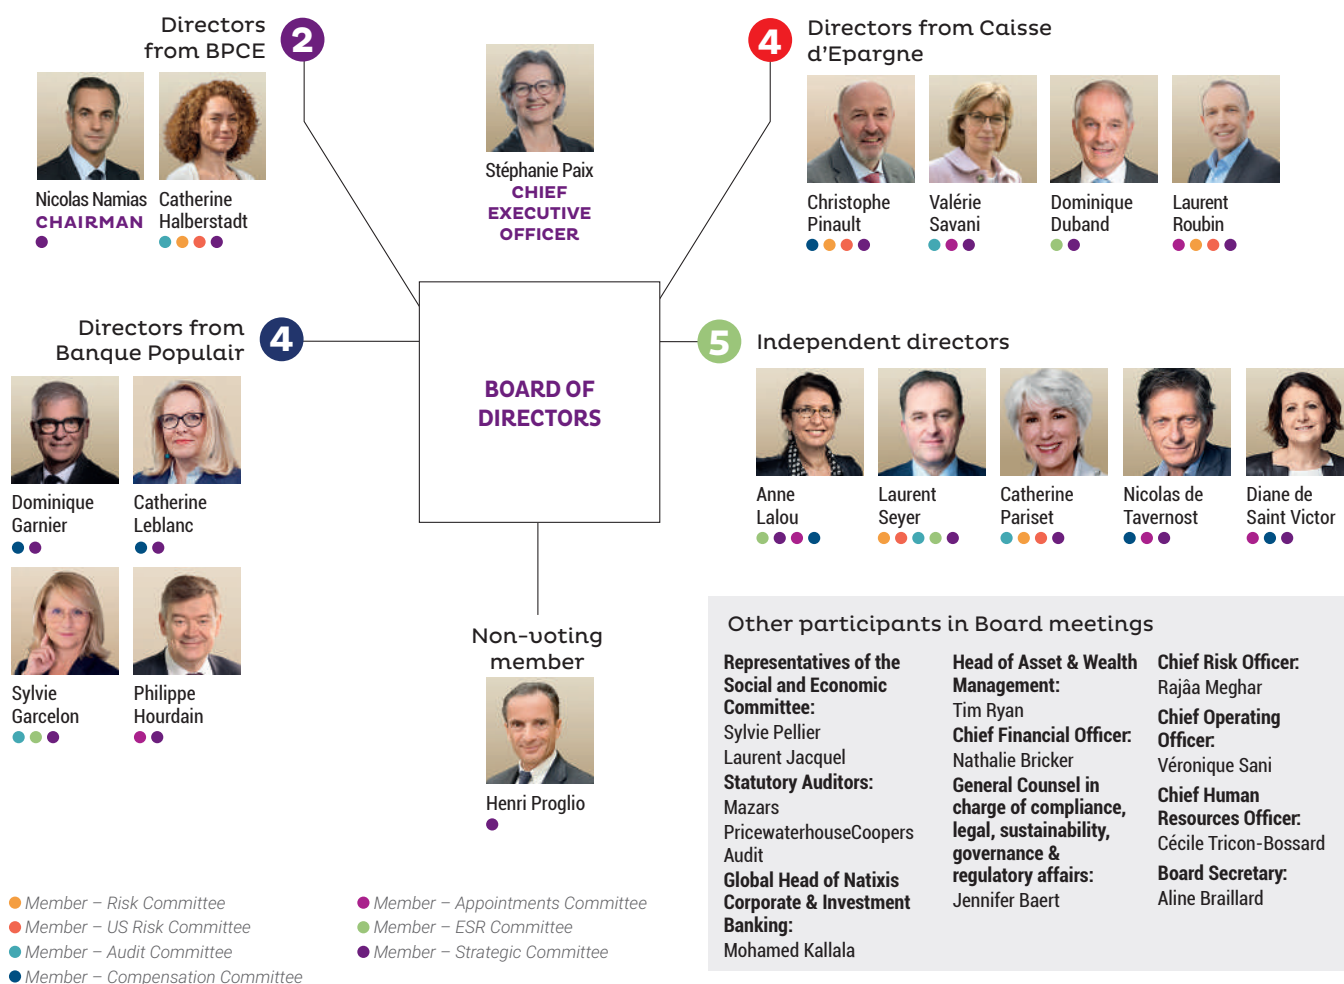 Directors
from BPCE
2
Nicolas Namias
CHAIRMAN
Catherine
Halberstadt
Stéphanie Paix
CHIEF
EXECUTIVE
OFFICER
4
Directors from Caisse
d'Epargne
Christophe
Pinault
Valérie
Savani
Dominique
Duband
Laurent
Roubin
Directors from
Banque Populair
4
Dominique
Garnier
Catherine
Leblanc
Sylvie
Garcelon
Philippe
Hourdain
BOARD OF
DIRECTORS
5
Independent directors
Anne
Lalou
Laurent
Seyer
Catherine
Pariset
Nicolas de
Tavernost
Diane de
Saint Victor
Non-voting
member
Henri Proglio
Other participants in Board meetings
Representatives of the
Social and Economic
Committee:
Sylvie Pellier
Laurent Jacquel
Statutory Auditors:
Mazars
PricewaterhouseCoopers
Audit
Global Head of Natixis
Corporate & Investment
Banking:
Mohamed Kallala
Head of Asset & Wealth
Management:
Tim Ryan
Chief Financial Officer:
Nathalie Bricker
General Counsel in
charge of compliance,
legal, sustainability,
governance &
regulatory affairs:
Jennifer Baert
Chief Risk Officer:
Rajâa Meghar
Chief Operating
Officer:
Véronique Sani
Chief Human
Resources Officer:
Cécile Tricon-Bossard
Board Secretary:
Aline Braillard
Member – Risk Committee
Member – US Risk Committee
Member – Audit Committee
Member – Compensation Committee
Member – Appointments Committee
Member – ESR Committee
Member – Strategic Committee